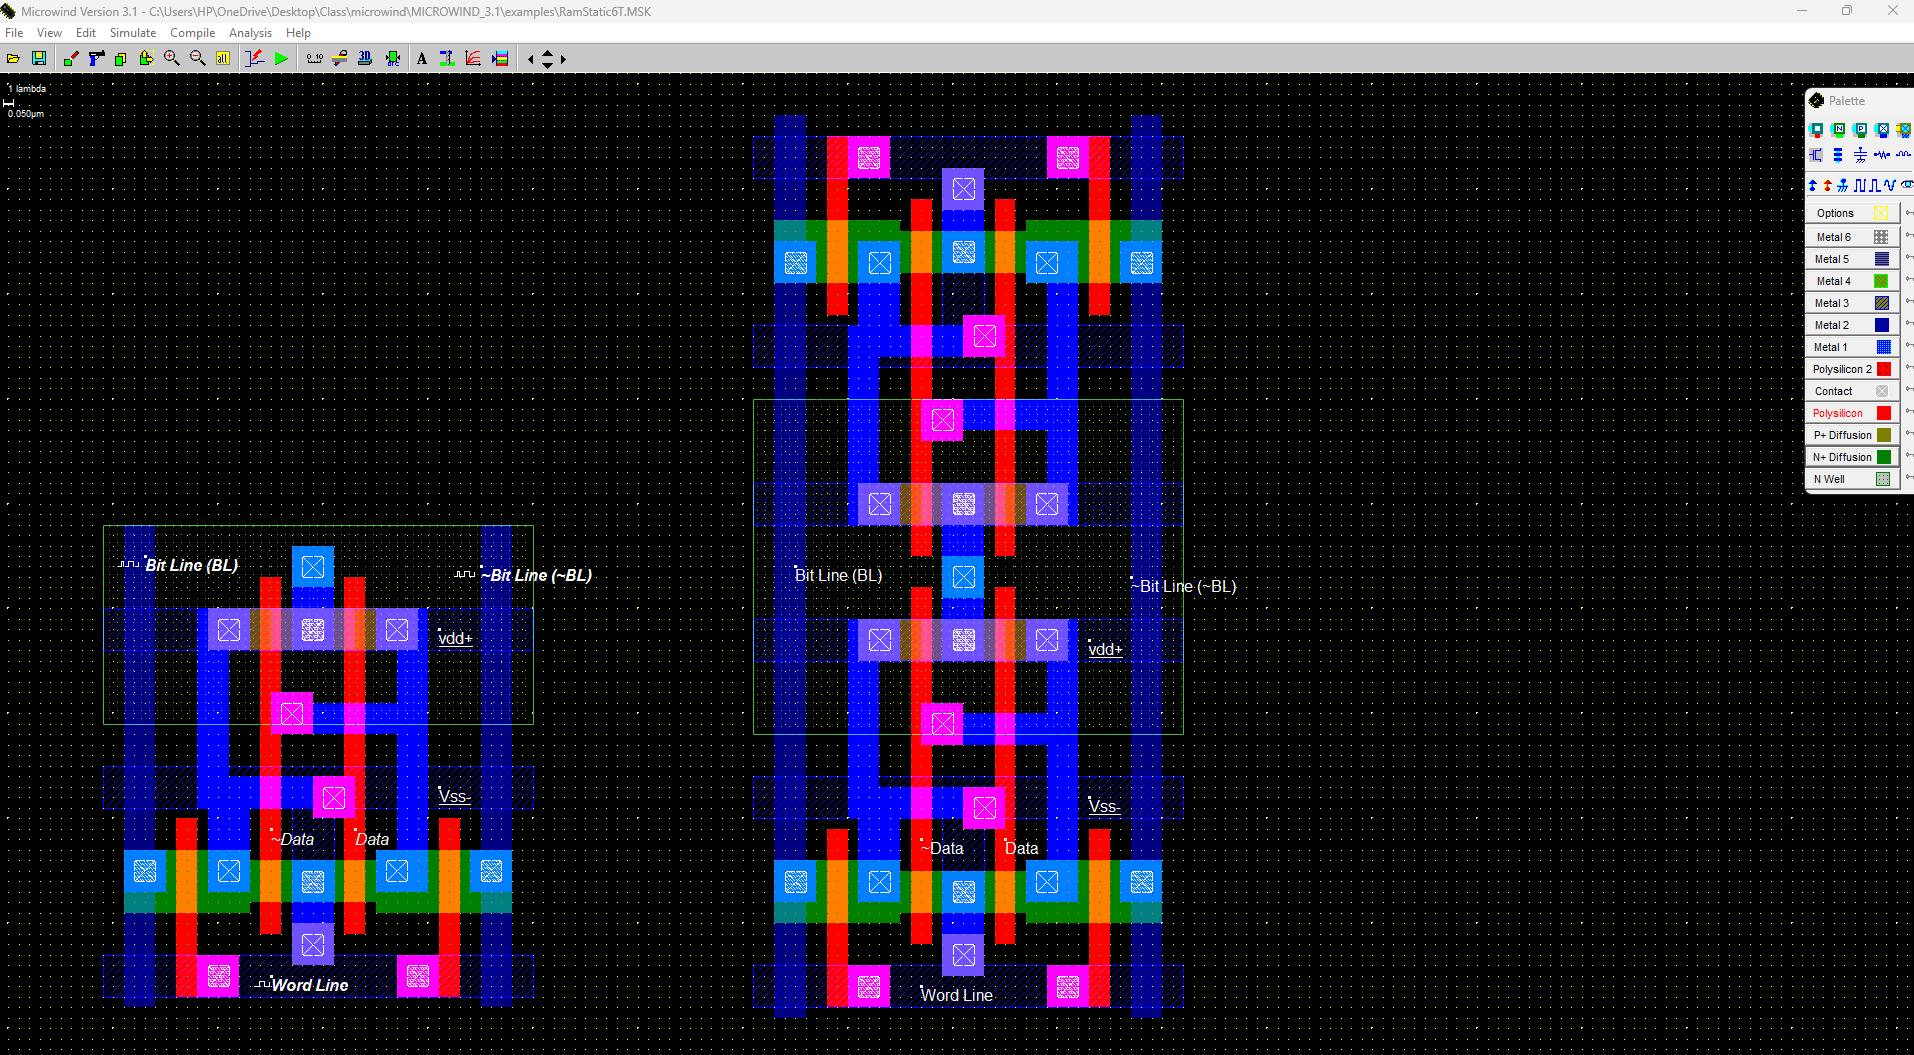 Microwind Version 3.1 - C:\Users\HP\OneDrive\Desktop\Class\microwind\MICROWIND_3.1\examples\RamStatic6T.MSK
File View Edit Simulate Compile Analysis Help
1 lambda
0.050µm
Palette
Options
Metal 6
Metal 5
Metal 4
Metal 3
Metal 2
Metal 1
Polysilicon 2
Contact
Polysilicon
P+ Diffusion
N+ Diffusion
N Well
Bit Line (BL)
~Bit Line (~BL)
vdd+
Vss-
~Data
Data
Word Line
Bit Line (BL)
~Bit Line (~BL)
vdd+
Vss-
~Data
Data
Word Line